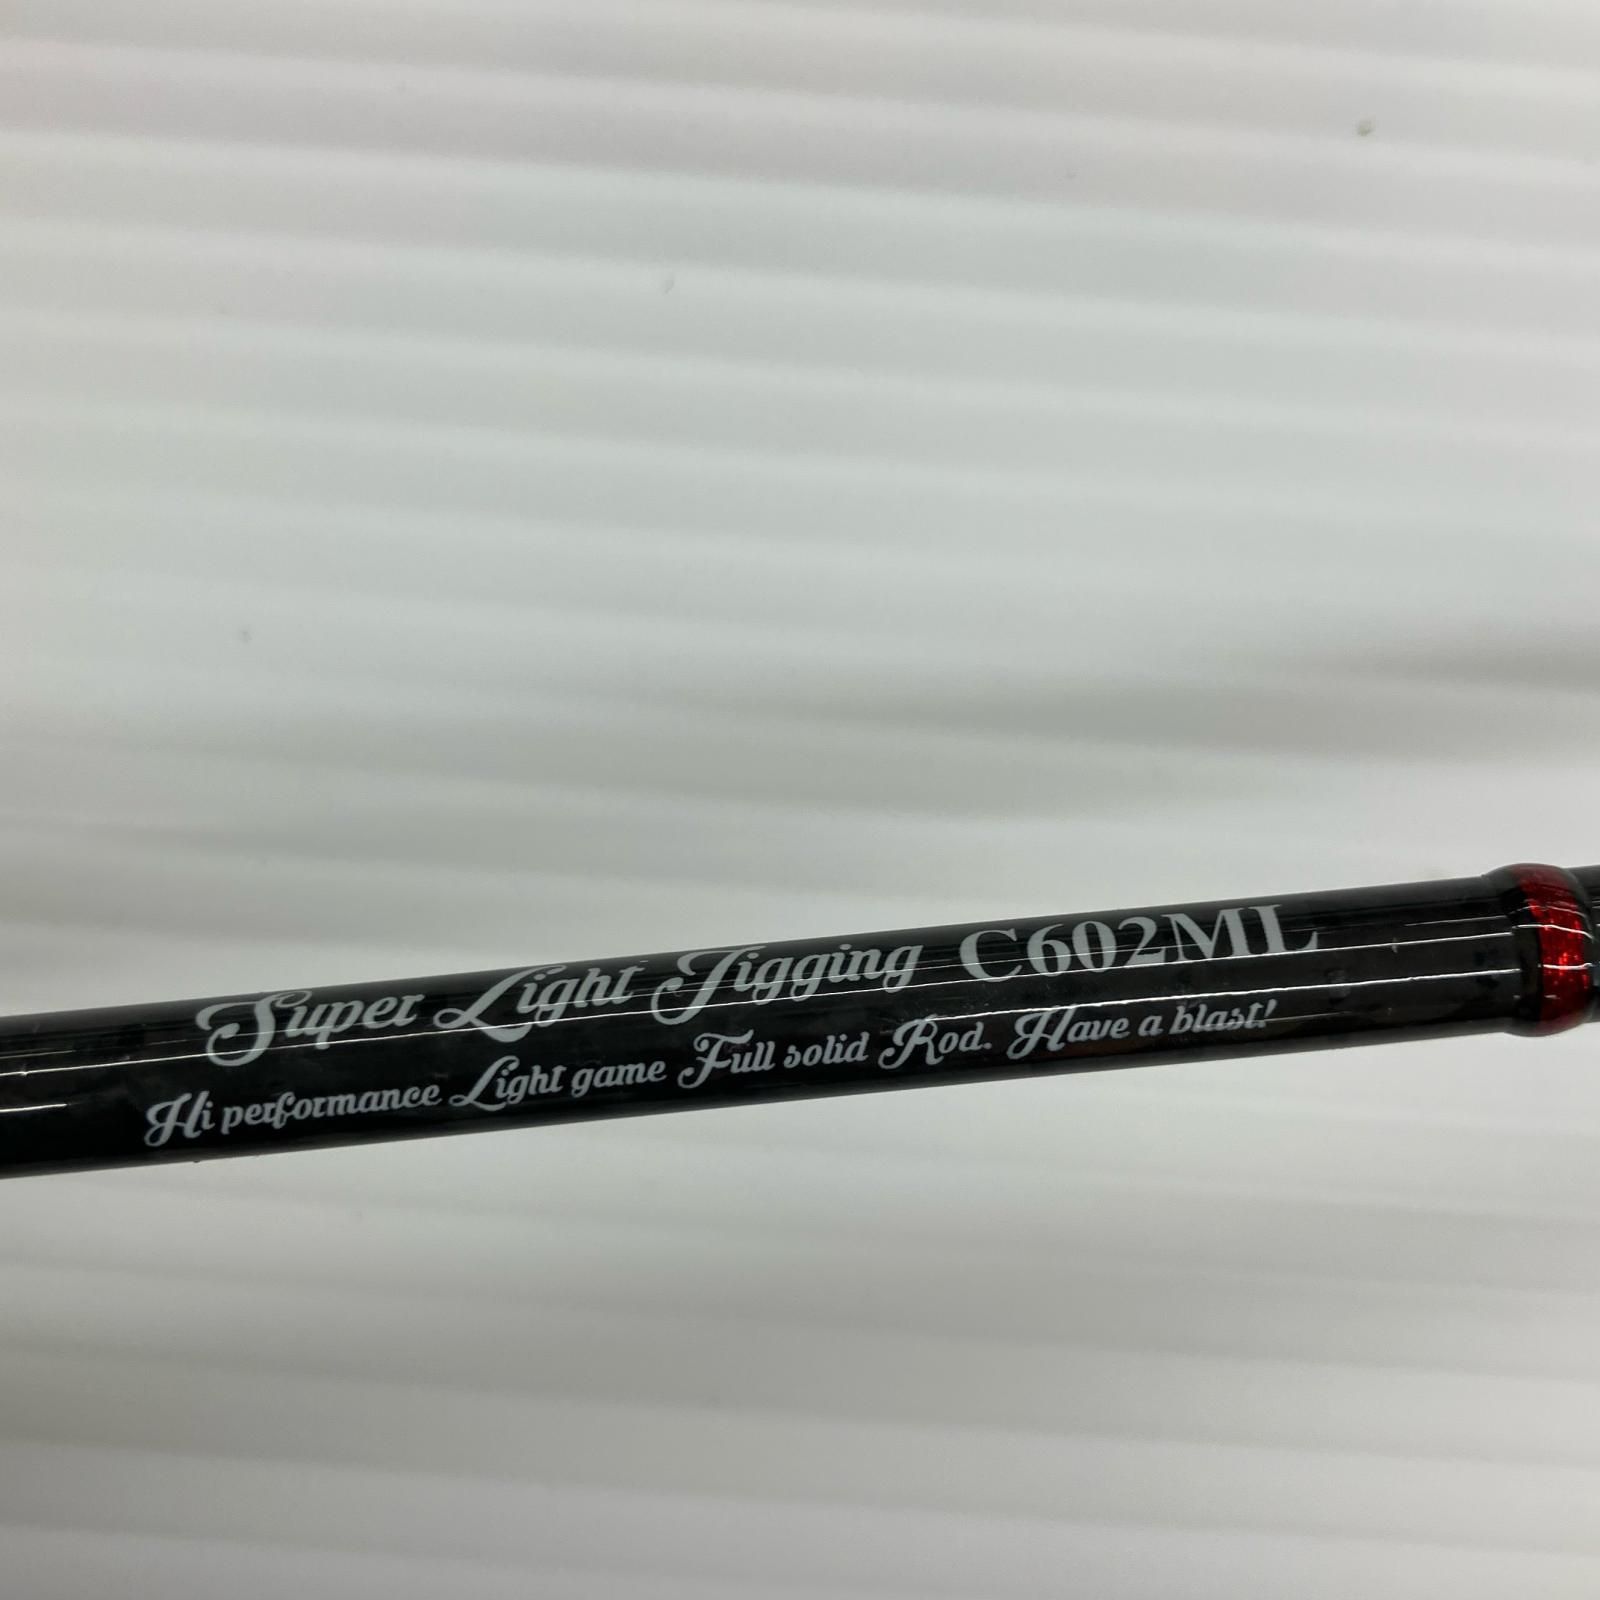 Super Light Jigging C602ML
Hi performance Light game Full solid Rod. Have a blast!